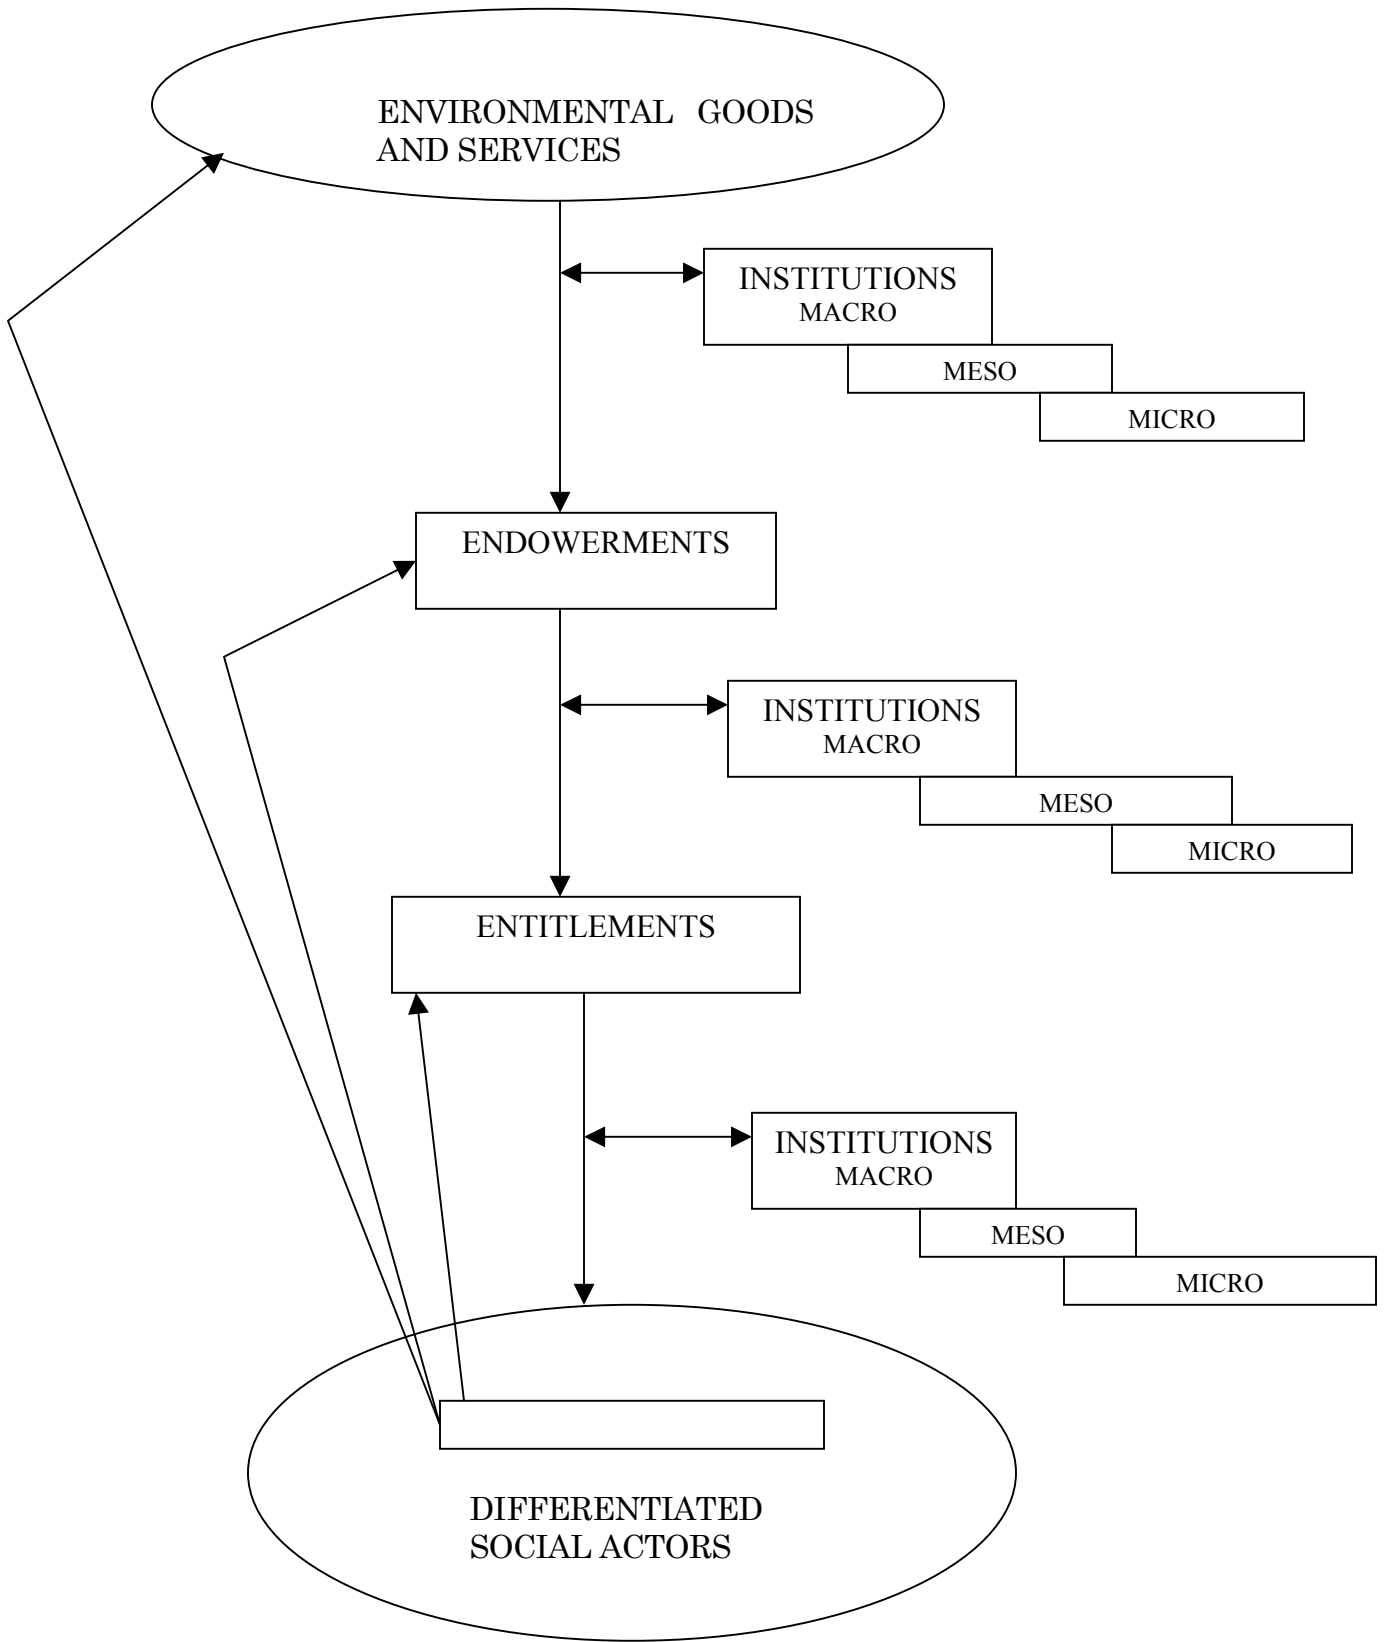 ENVIRONMENTAL GOODS
AND SERVICES
INSTITUTIONS
MACRO
MESO
MICRO
ENDOWERMENTS
INSTITUTIONS
MACRO
MESO
MICRO
ENTITLEMENTS
INSTITUTIONS
MACRO
MESO
MICRO
DIFFERENTIATED
SOCIAL ACTORS